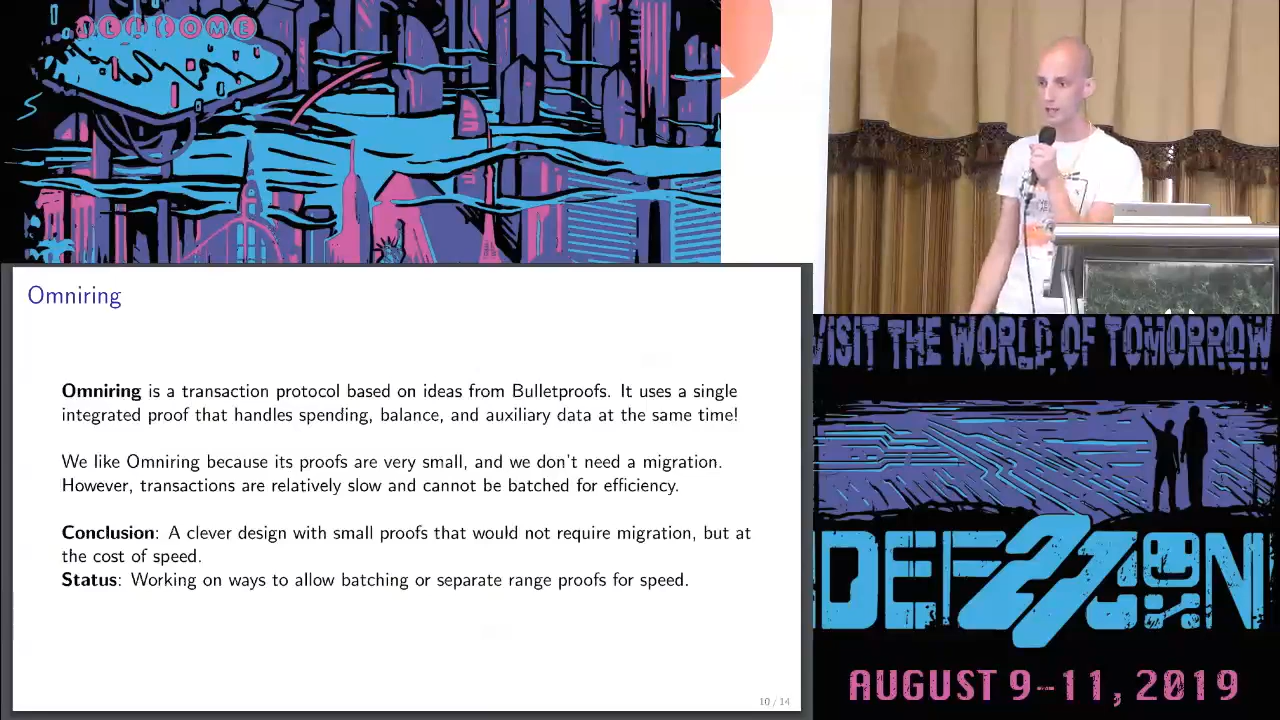 WELCOME
Omniring
Omniring is a transaction protocol based on ideas from Bulletproofs. It uses a single
integrated proof that handles spending, balance, and auxiliary data at the same time!
We like Omniring because its proofs are very small, and we don't need a migration.
However, transactions are relatively slow and cannot be batched for efficiency.
Conclusion: A clever design with small proofs that would not require migration, but at
the cost of speed.
Status: Working on ways to allow batching or separate range proofs for speed.
10 / 14
VISIT THE WORLD OF TOMORROW
DEF CON
27
AUGUST 9-11, 2019